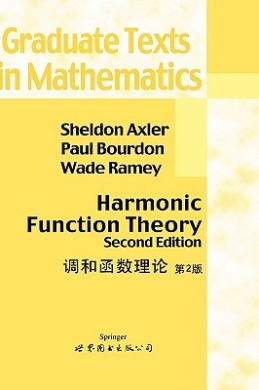 Graduate Texts
in Mathematics
Sheldon Axler
Paul Bourdon
Wade Ramey
Harmonic
Function Theory
Second Edition
调和函数理论 第2版
Springer
世界图书出版公司